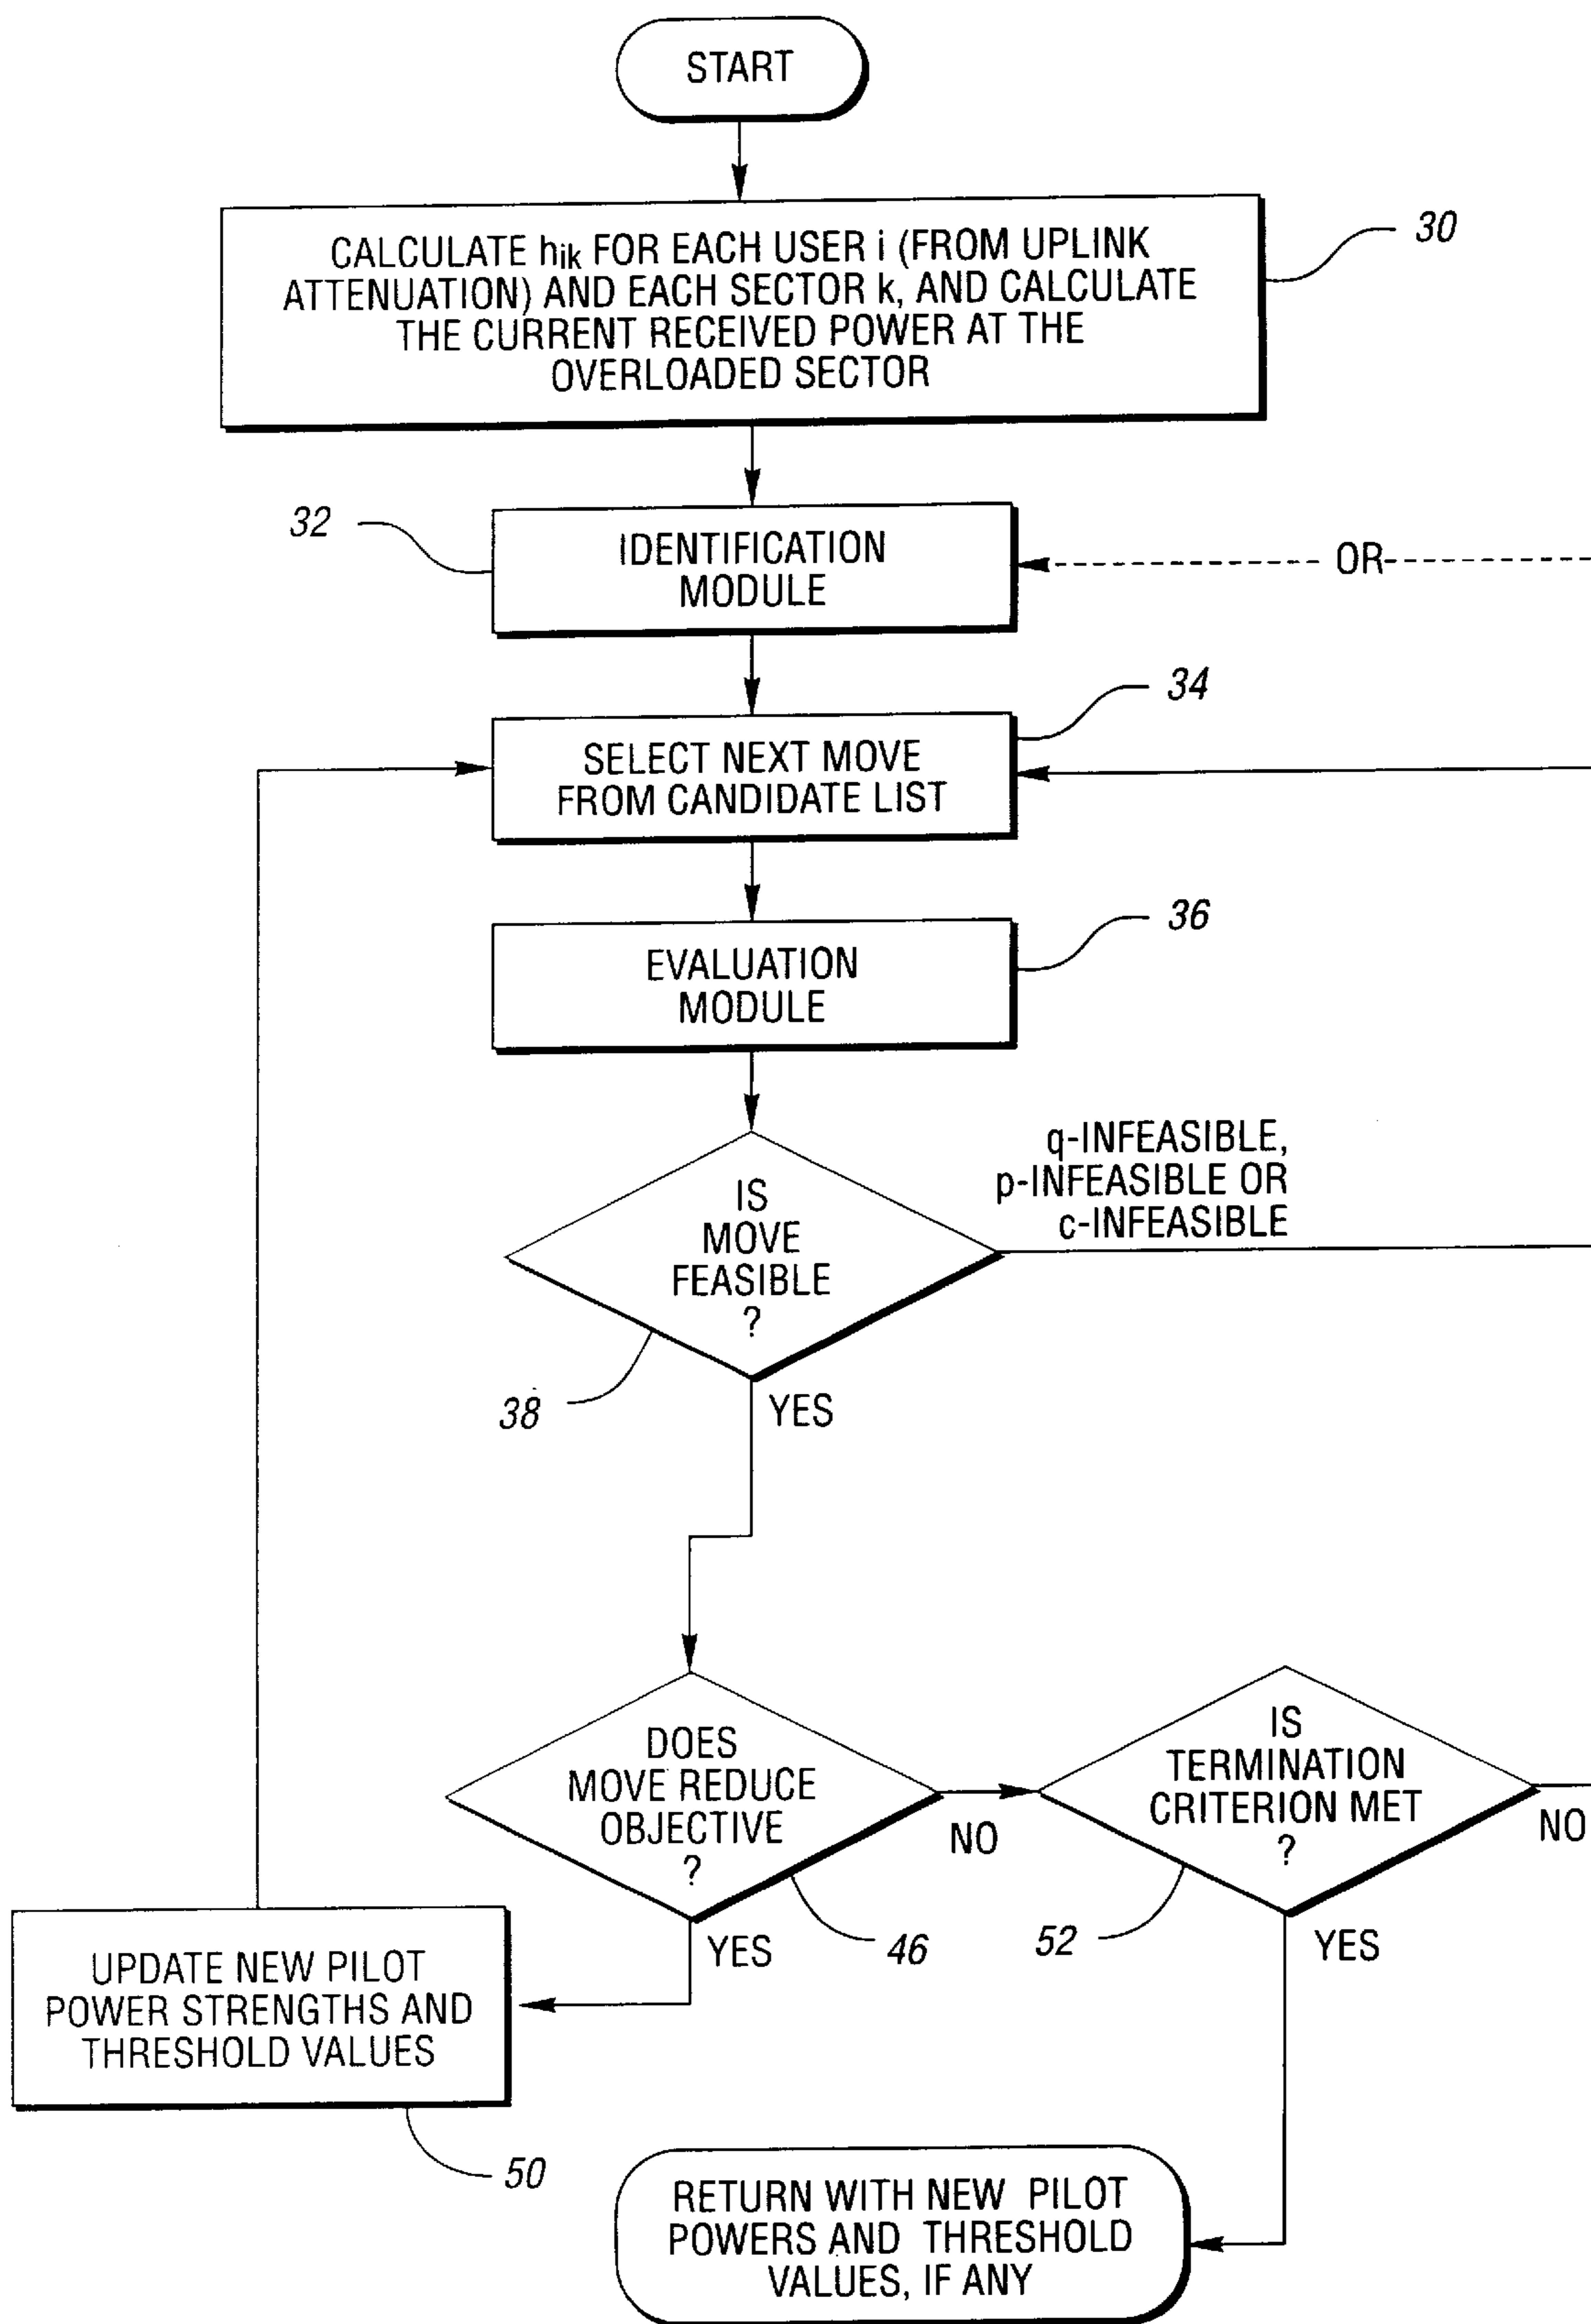 START
CALCULATE hik FOR EACH USER i (FROM UPLINK
ATTENUATION) AND EACH SECTOR k, AND CALCULATE
THE CURRENT RECEIVED POWER AT THE
OVERLOADED SECTOR
30
32
IDENTIFICATION
MODULE
OR
34
SELECT NEXT MOVE
FROM CANDIDATE LIST
36
EVALUATION
MODULE
q-INFEASIBLE,
p-INFEASIBLE OR
c-INFEASIBLE
IS
MOVE
FEASIBLE
?
38
YES
DOES
MOVE REDUCE
OBJECTIVE
?
NO
IS
TERMINATION
CRITERION MET
?
NO
YES
46
52
YES
UPDATE NEW PILOT
POWER STRENGTHS AND
THRESHOLD VALUES
50
RETURN WITH NEW PILOT
POWERS AND THRESHOLD
VALUES, IF ANY